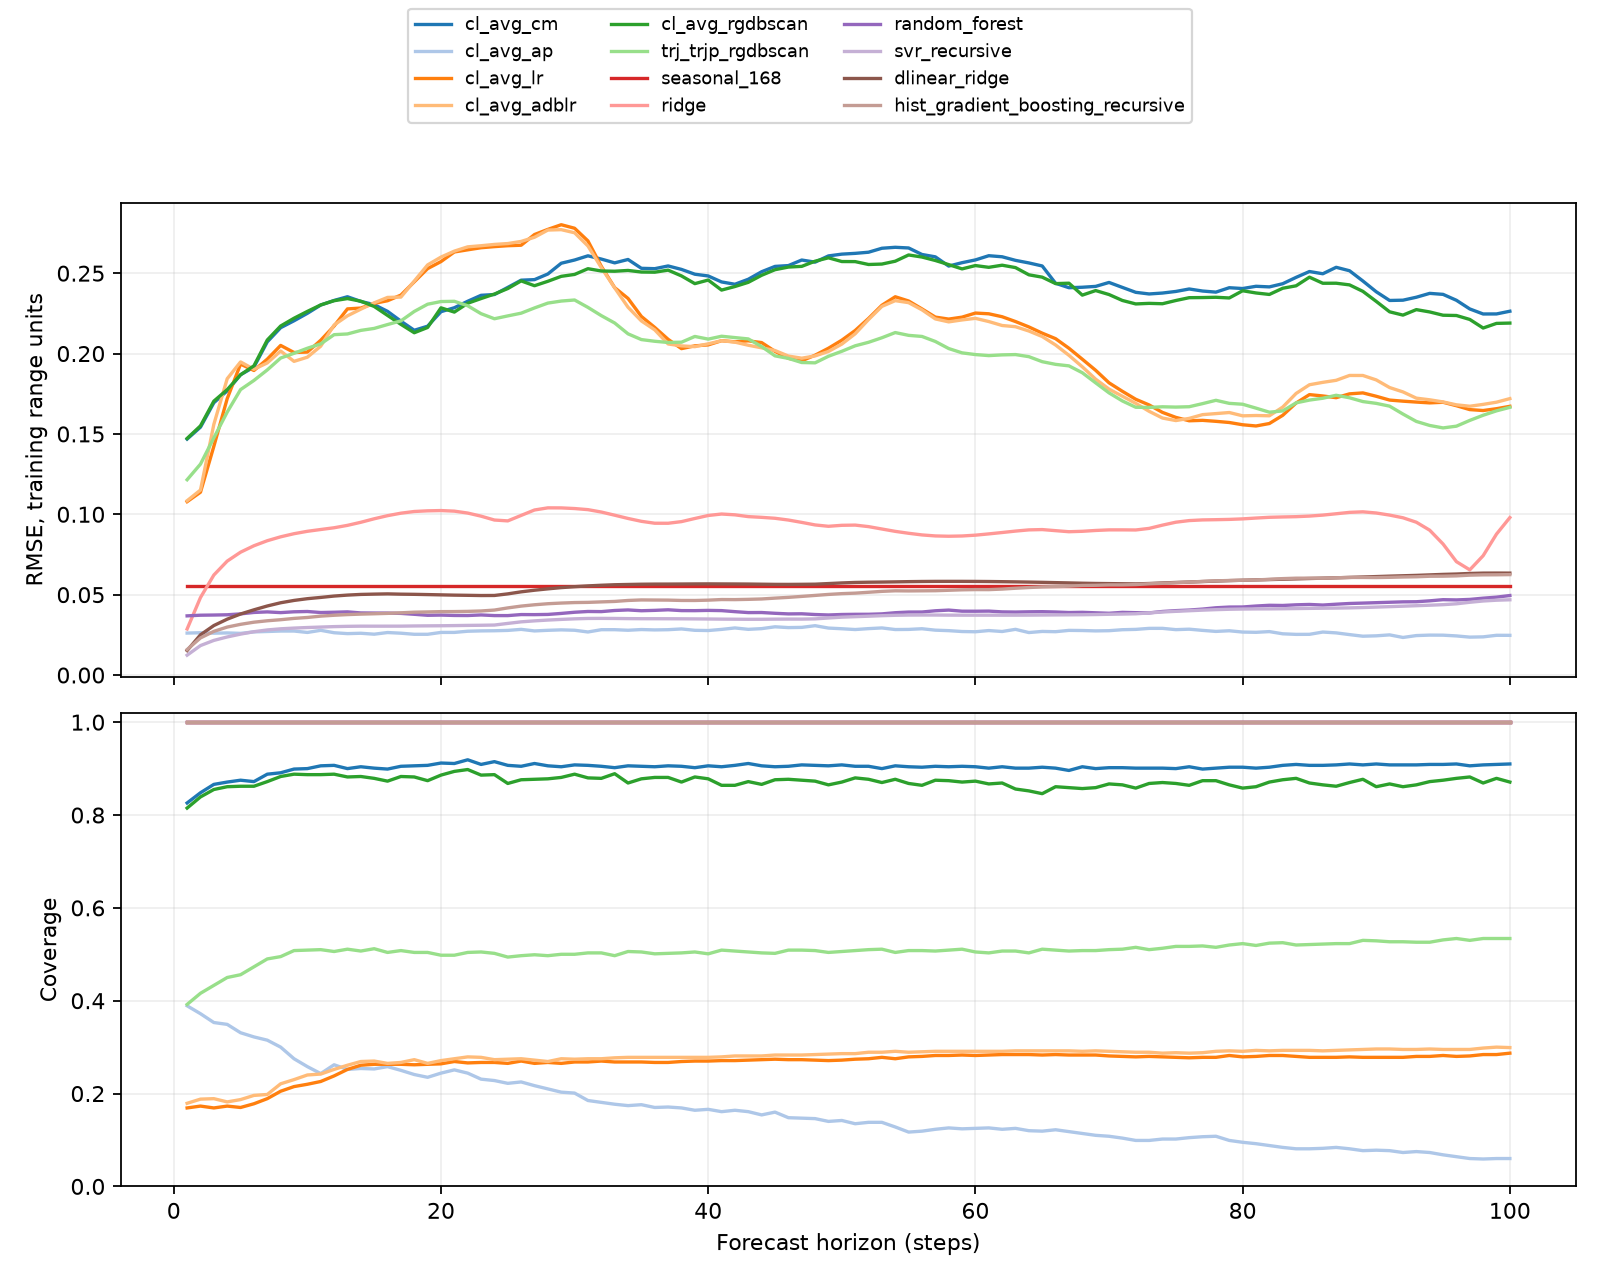 cl_avg_cm
cl_avg_ap
cl_avg_lr
cl_avg_adblr
cl_avg_rgdbscan
trj_trjp_rgdbscan
seasonal_168
ridge
random_forest
svr_recursive
dlinear_ridge
hist_gradient_boosting_recursive
RMSE, training range units
0.25
0.20
0.15
0.10
0.05
0.00
Coverage
1.0
0.8
0.6
0.4
0.2
0.0
0 20 40 60 80 100
Forecast horizon (steps)